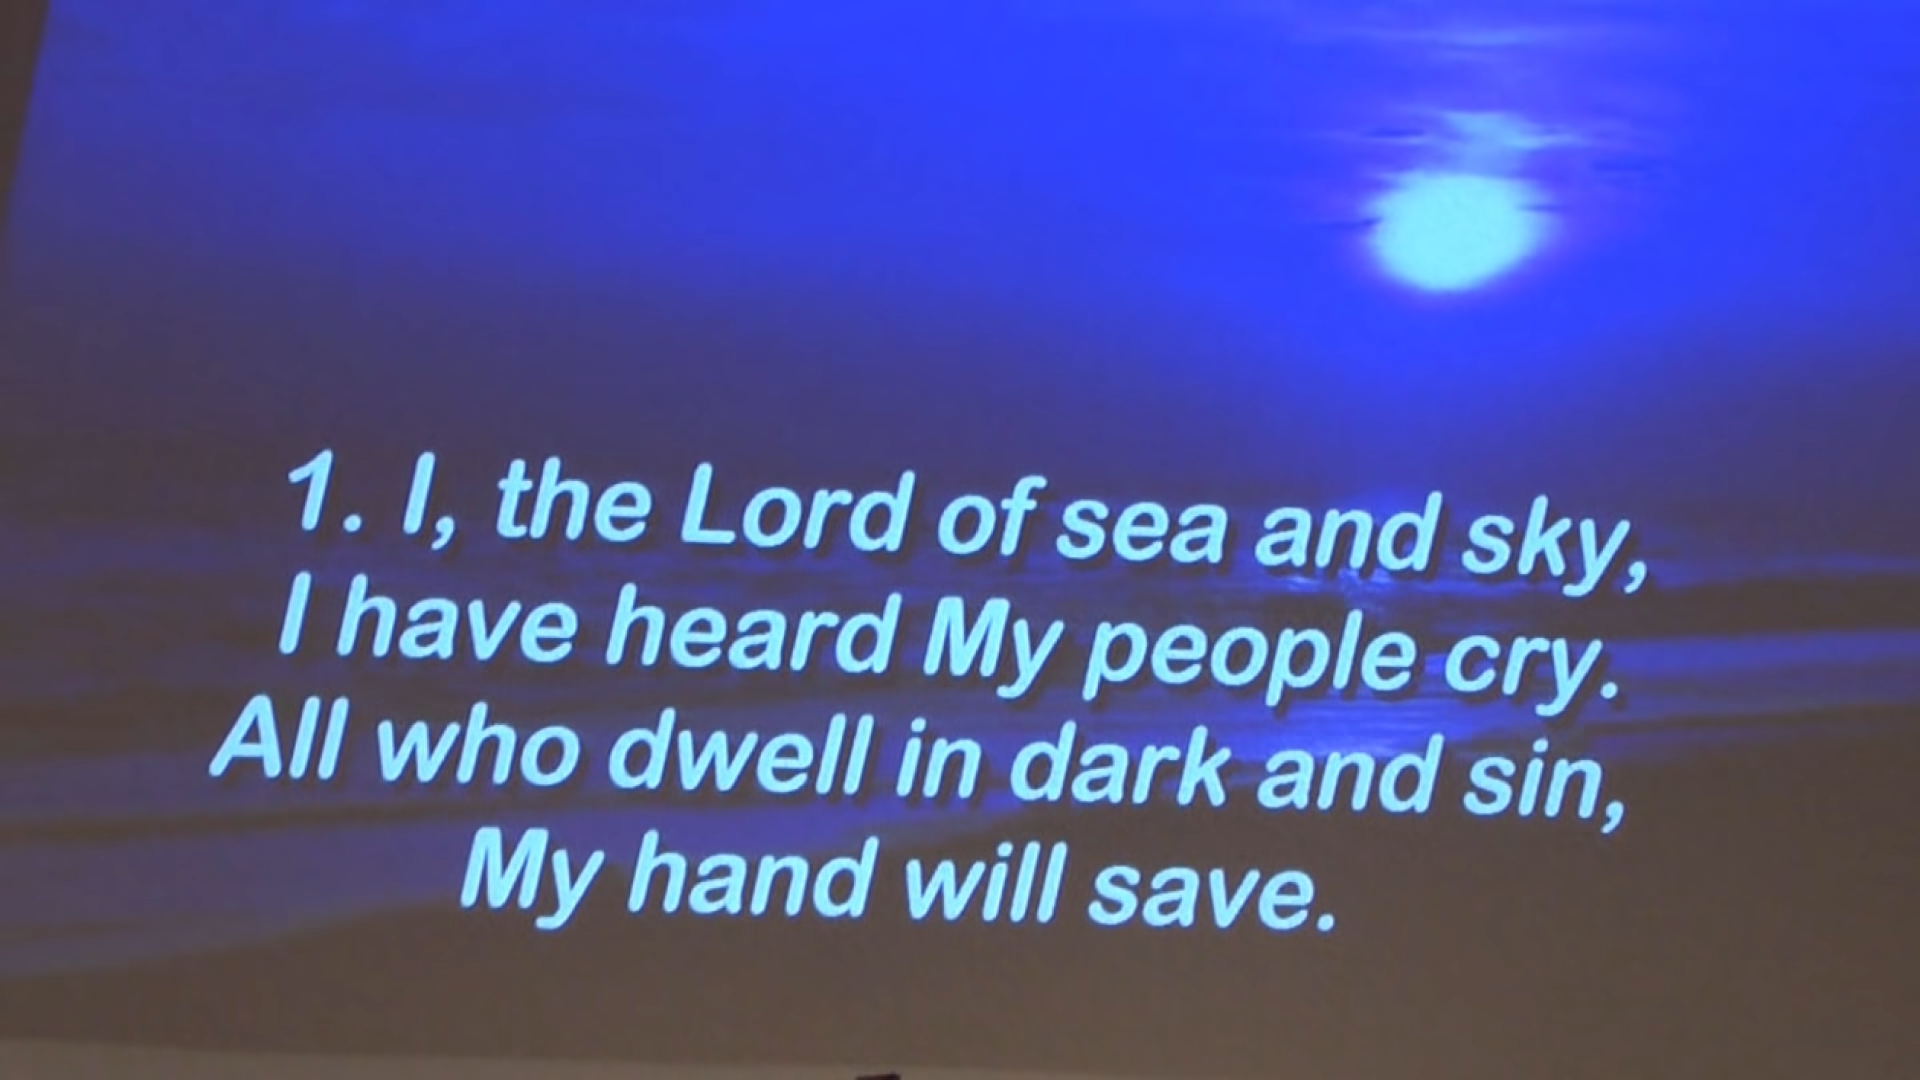 1. I, the Lord of sea and sky,
I have heard My people cry.
All who dwell in dark and sin,
My hand will save.